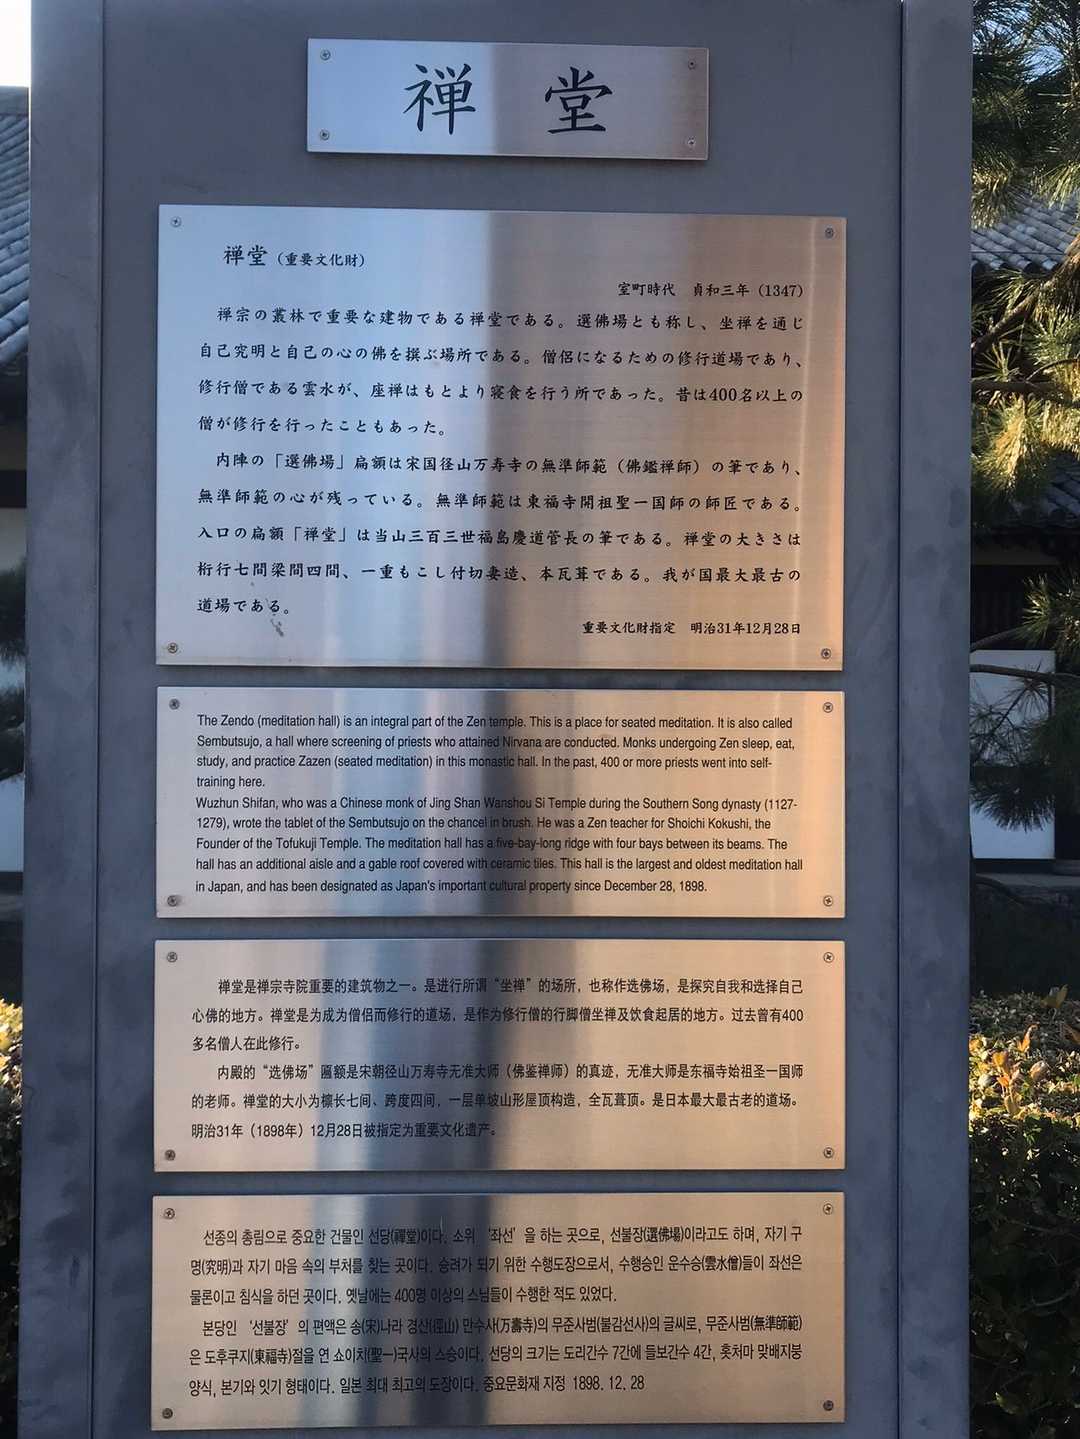 禅堂
禅堂（重要文化財）
室町時代　貞和三年（1347）
禅宗の叢林で重要な建物である禅堂である。選佛場とも称し、坐禅を通じ
自己究明と自己の心の佛を撰ぶ場所である。僧侶になるための修行道場であり、
修行僧である雲水が、座禅はもとより寝食を行う所であった。昔は400名以上の
僧が修行を行ったこともあった。
内陣の「選佛場」扁額は宋国径山万寿寺の無準師範（佛鑑禅師）の筆であり、
無準師範の心が残っている。無準師範は東福寺開祖聖一国師の師匠である。
入口の扁額「禅堂」は当山三百三世福島慶道管長の筆である。禅堂の大きさは
桁行七間梁間四間、一重もこし付切妻造、本瓦葺である。我が国最大最古の
道場である。
重要文化財指定　明治31年12月28日
The Zendo (meditation hall) is an integral part of the Zen temple. This is a place for seated meditation. It is also called
Sembutsujo, a hall where screening of priests who attained Nirvana are conducted. Monks undergoing Zen sleep, eat,
study, and practice Zazen (seated meditation) in this monastic hall. In the past, 400 or more priests went into self-
training here.
Wuzhun Shifan, who was a Chinese monk of Jing Shan Wanshou Si Temple during the Southern Song dynasty (1127-
1279), wrote the tablet of the Sembutsujo on the chancel in brush. He was a Zen teacher for Shoichi Kokushi, the
Founder of the Tofukuji Temple. The meditation hall has a five-bay-long ridge with four bays between its beams. The
hall has an additional aisle and a gable roof covered with ceramic tiles. This hall is the largest and oldest meditation hall
in Japan, and has been designated as Japan's important cultural property since December 28, 1898.
禅堂是禅宗寺院重要的建筑物之一。是进行所谓“坐禅”的场所，也称作选佛场，是探究自我和选择自己
心佛的地方。禅堂是为成为僧侣而修行的道场，是作为修行僧的行脚僧坐禅及饮食起居的地方。过去曾有400
多名僧人在此修行。
内殿的“选佛场”匾额是宋朝径山万寿寺无准大师（佛鉴禅师）的真迹，无准大师是东福寺始祖圣一国师
的老师。禅堂的大小为檩长七间、跨度四间，一层单坡山形屋顶构造，全瓦葺顶。是日本最大最古老的道场。
明治31年（1898年）12月28日被指定为重要文化遗产。
선종의 총림으로 중요한 건물인 선당(禪堂)이다. 소위 ‘좌선’을 하는 곳으로, 선불장(選佛場)이라고도 하며, 자기 구
명(究明)과 자기 마음 속의 부처를 찾는 곳이다. 승려가 되기 위한 수행도장으로서, 수행승인 운수승(雲水僧)들이 좌선은
물론이고 침식을 하던 곳이다. 옛날에는 400명 이상의 스님들이 수행한 적도 있었다.
본당인 ‘선불장’의 편액은 송(宋)나라 경산(徑山) 만수사(万壽寺)의 무준사범(불감선사)의 글씨로, 무준사범(無準師範)
은 도후쿠지(東福寺)절을 연 쇼이치(聖一)국사의 스승이다. 선당의 크기는 도리간수 7간에 들보간수 4간, 홋처마 맞배지붕
양식, 본기와 잇기 형태이다. 일본 최대 최고의 도장이다. 중요문화재 지정 1898. 12. 28